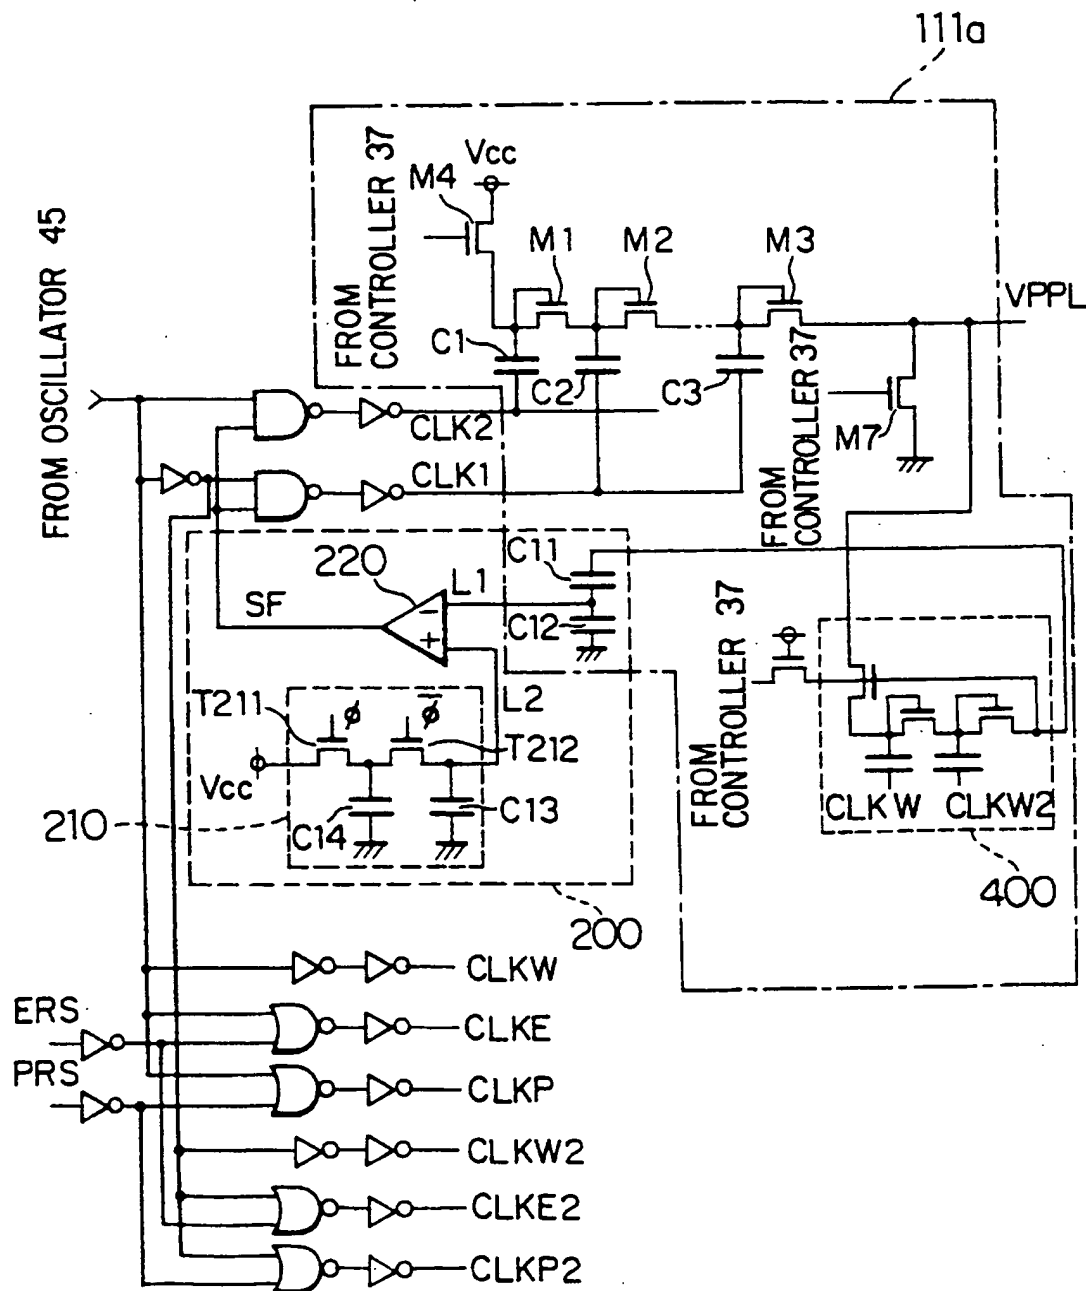 111a
FROM
CONTROLLER 37
Vcc
M4
M1
M2
M3
VPPL
FROM OSCILLATOR 45
C1
C2
C3
FROM
CONTROLLER 37
M7
CLK2
CLK1
220
L1
C11
SF
−
+
C12
L2
FROM
CONTROLLER 37
T211
ϕ
ϕ̅
T212
Vcc
C14
C13
210
CLKW
CLKW2
400
200
CLKW
ERS
CLKE
PRS
CLKP
CLKW2
CLKE2
CLKP2